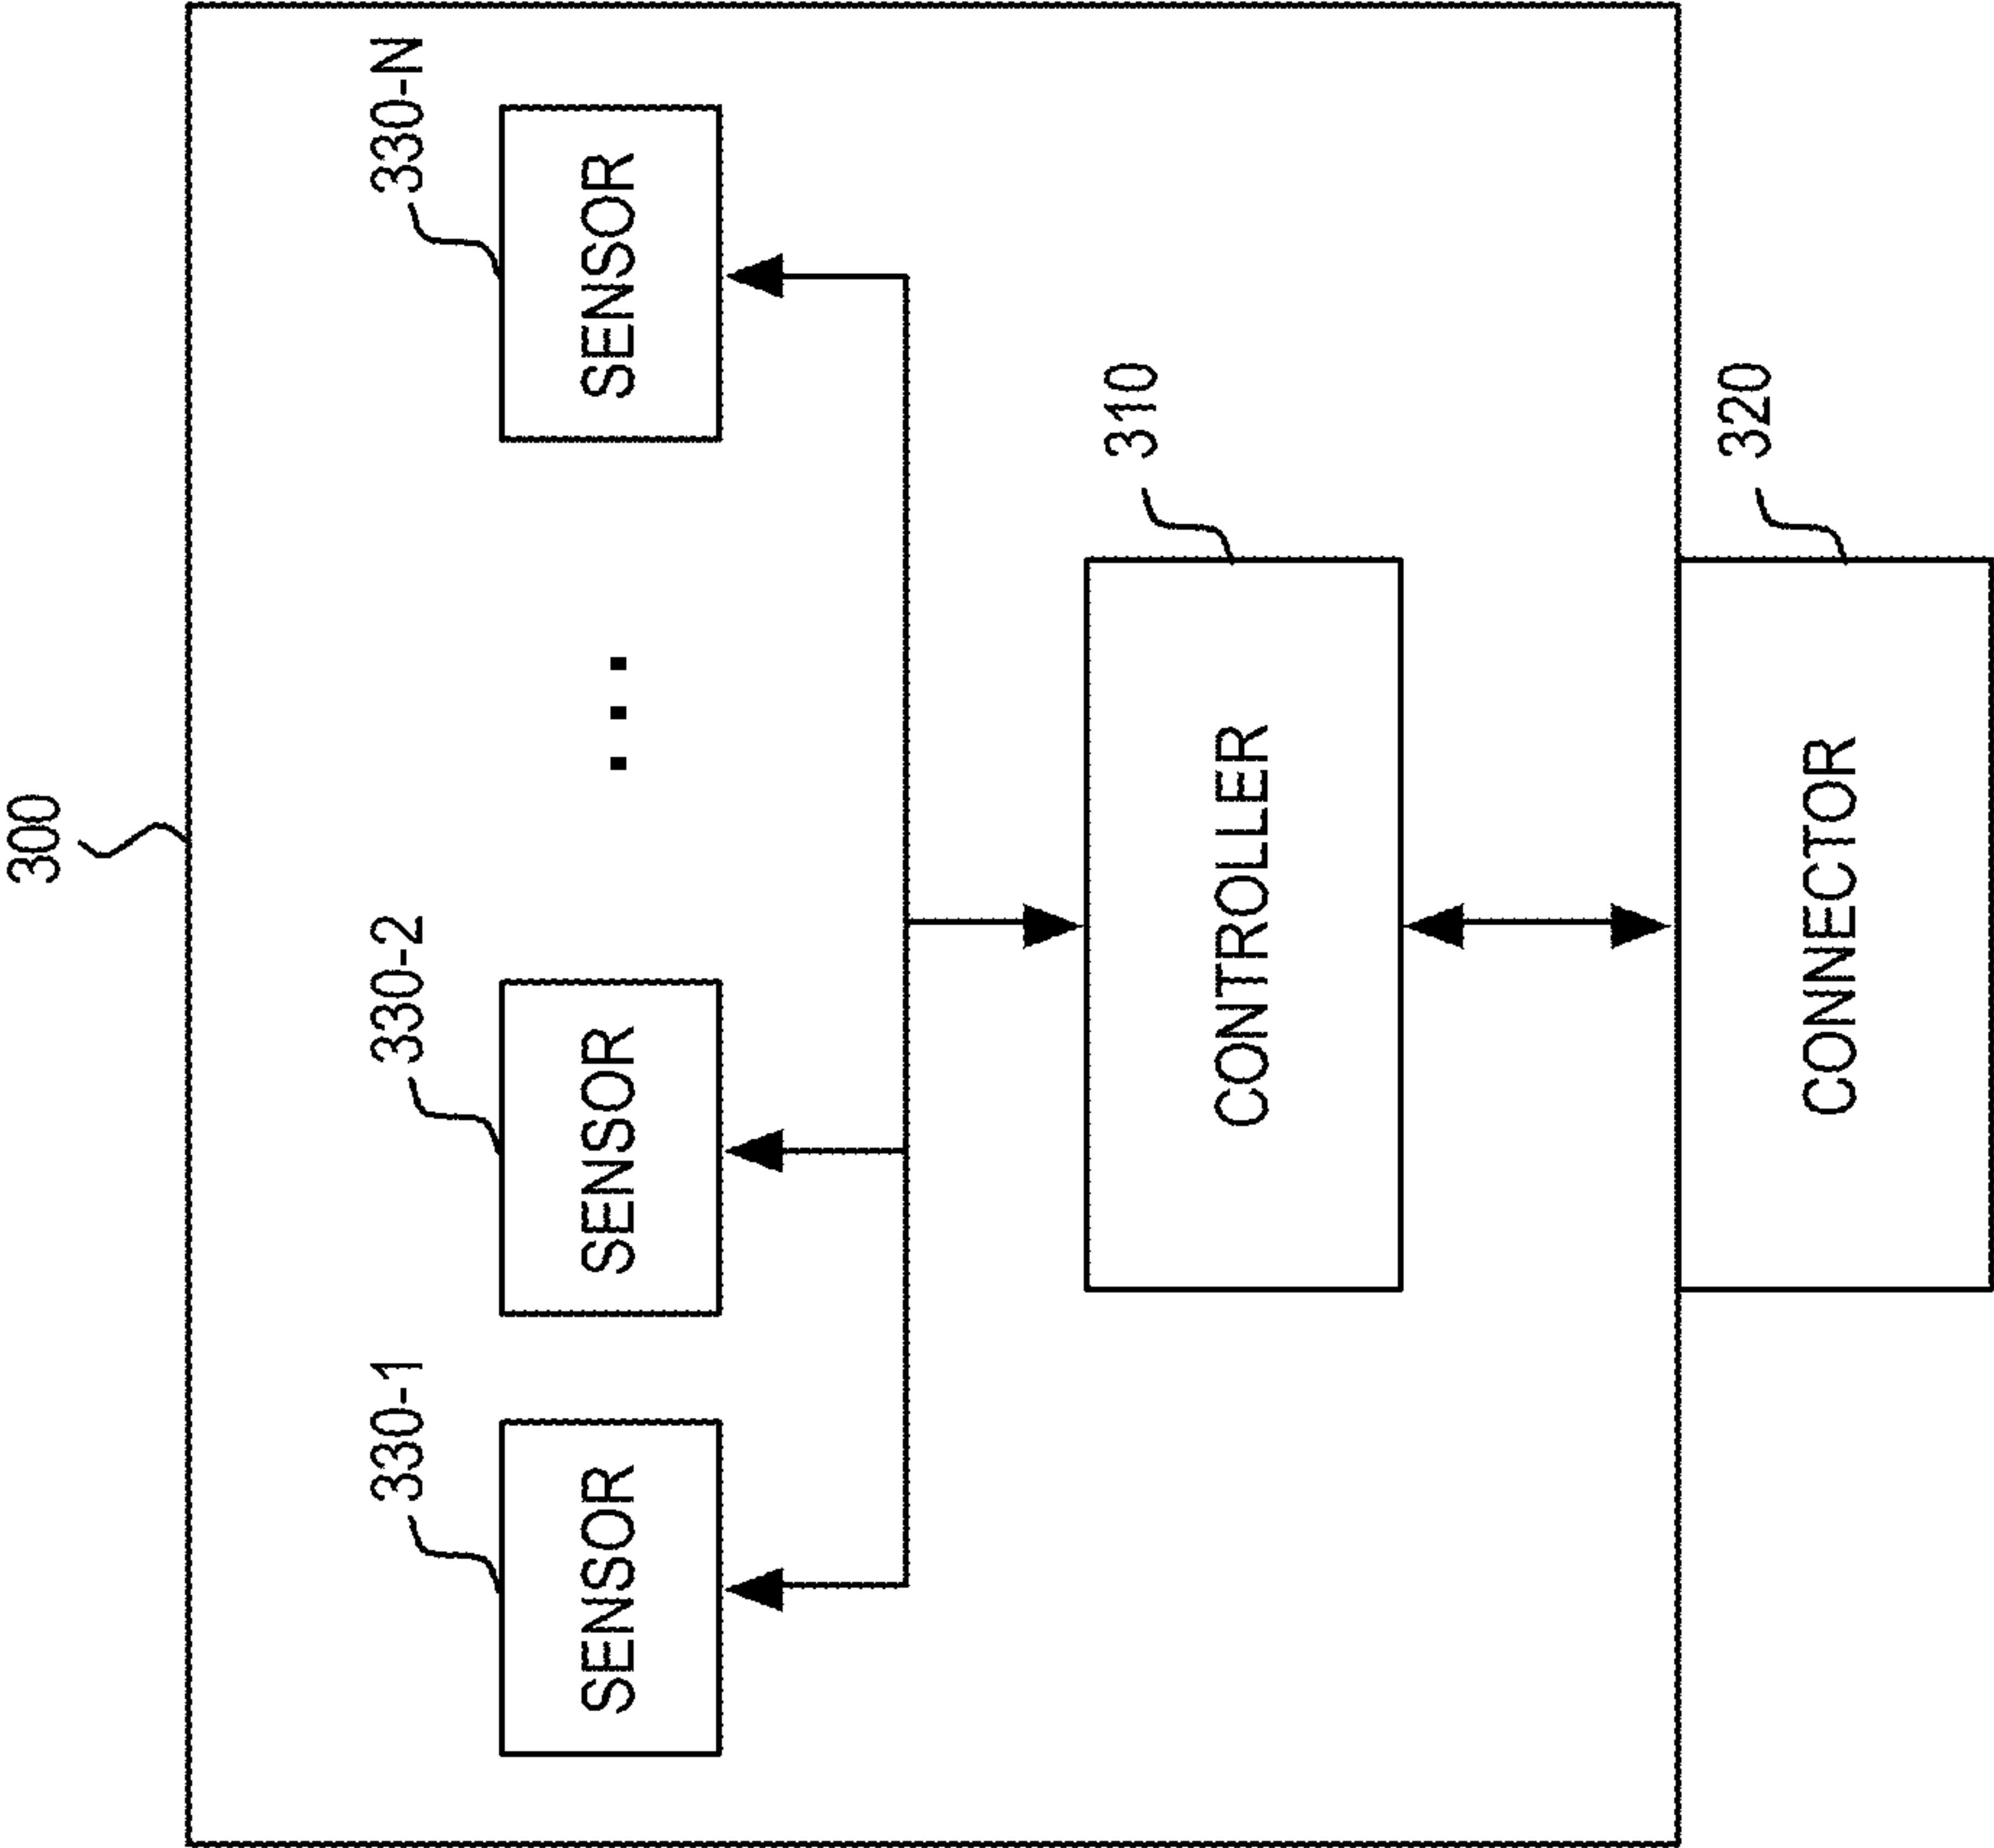 300
330-1
330-2
330-N
SENSOR
SENSOR
...
SENSOR
310
CONTROLLER
320
CONNECTOR